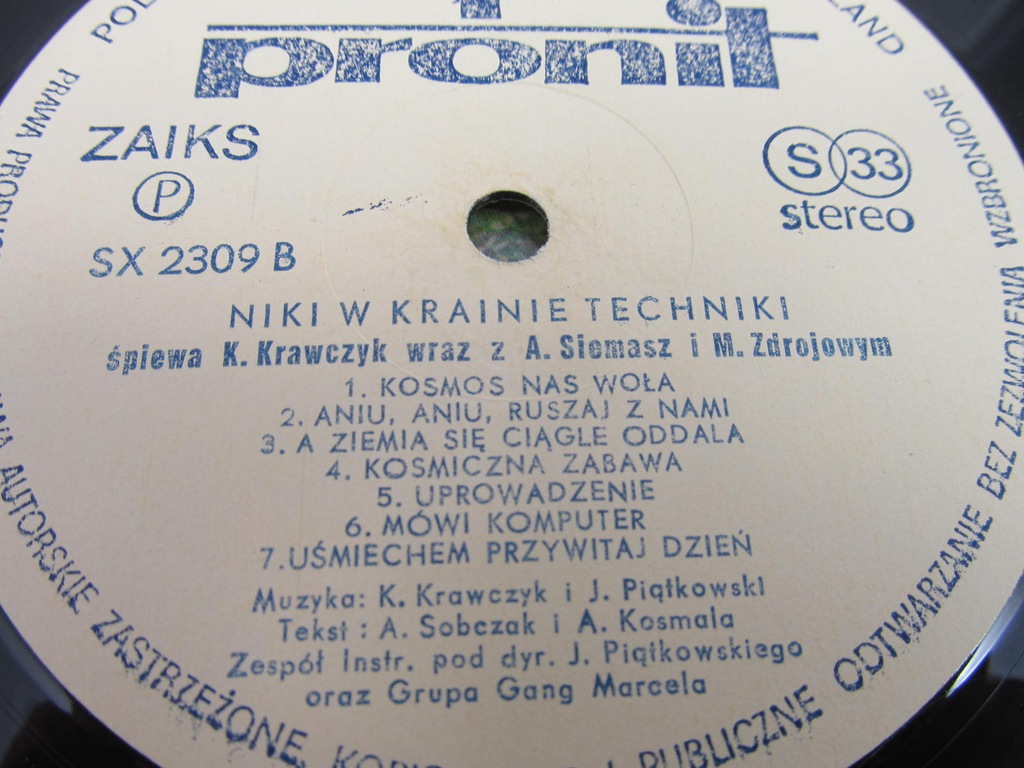 pronit
ZAIKS
P
SX 2309 B
S 33
stereo
NIKI W KRAINIE TECHNIKI
śpiewa K. Krawczyk wraz z A. Siemasz i M. Zdrojowym
1. KOSMOS NAS WOŁA
2. ANIU, ANIU, RUSZAJ Z NAMI
3. A ZIEMIA SIĘ CIĄGLE ODDALA
4. KOSMICZNA ZABAWA
5. UPROWADZENIE
6. MÓWI KOMPUTER
7. UŚMIECHEM PRZYWITAJ DZIEŃ
Muzyka: K. Krawczyk i J. Piątkowski
Tekst : A. Sobczak i A. Kosmala
Zespół Instr. pod dyr. J. Piątkowskiego
oraz Grupa Gang Marcela
PRAWA AUTORSKIE ZASTRZEŻONE, PUBLICZNE ODTWARZANIE BEZ ZEZWOLENIA WZBRONIONE